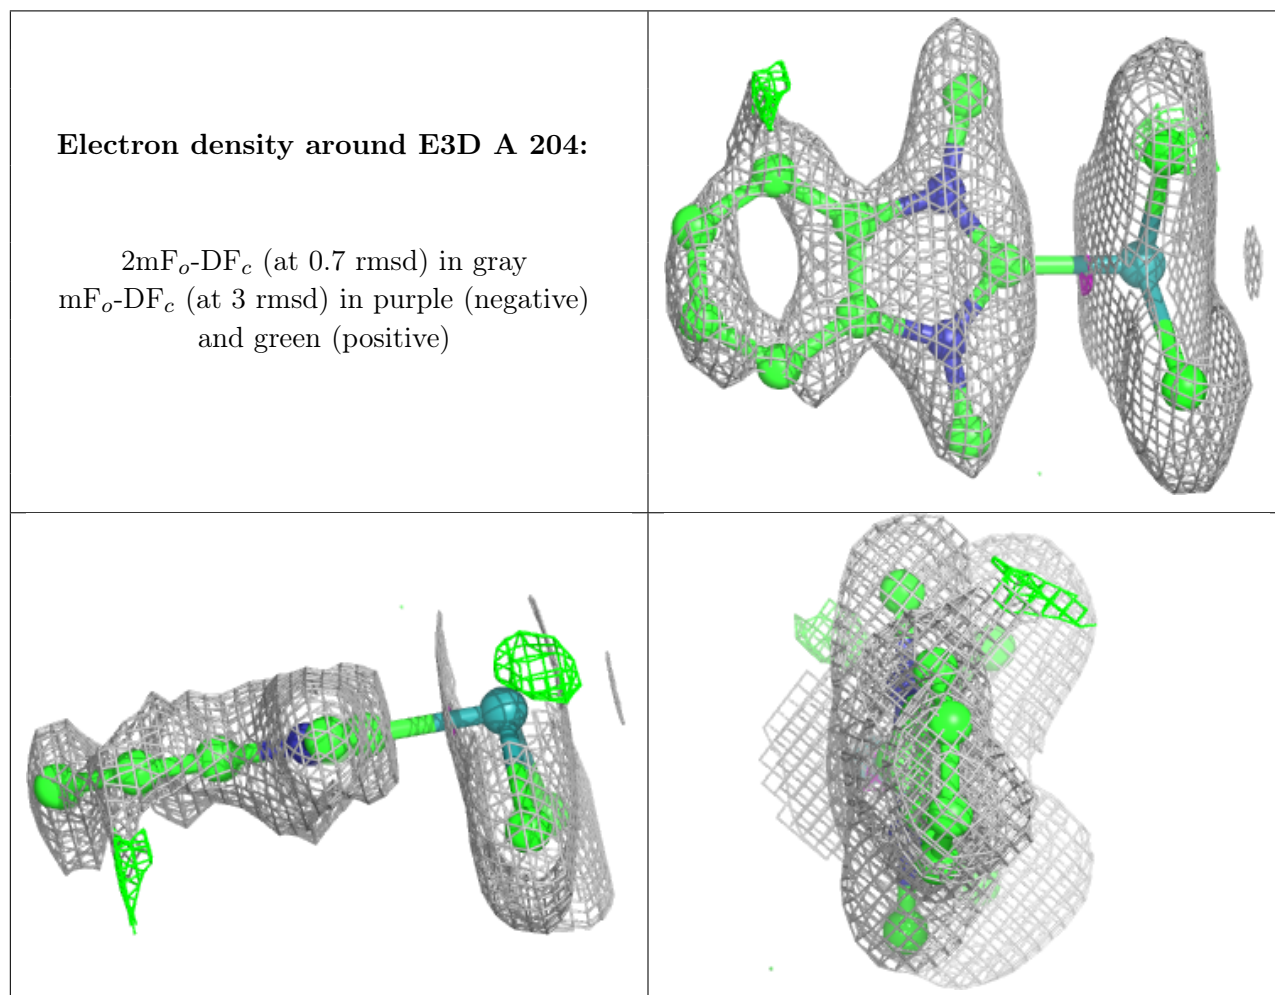 Electron density around E3D A 204:
2mFo-DFc (at 0.7 rmsd) in gray
mFo-DFc (at 3 rmsd) in purple (negative)
and green (positive)